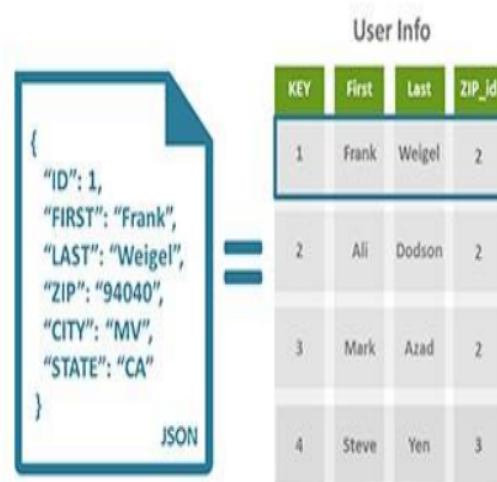 {
"ID": 1,
"FIRST": "Frank",
"LAST": "Weigel",
"ZIP": "94040",
"CITY": "MV",
"STATE": "CA"
}
JSON
User Info
KEY First Last ZIP_id
1 Frank Weigel 2
2 Ali Dodson 2
3 Mark Azad 2
4 Steve Yen 3